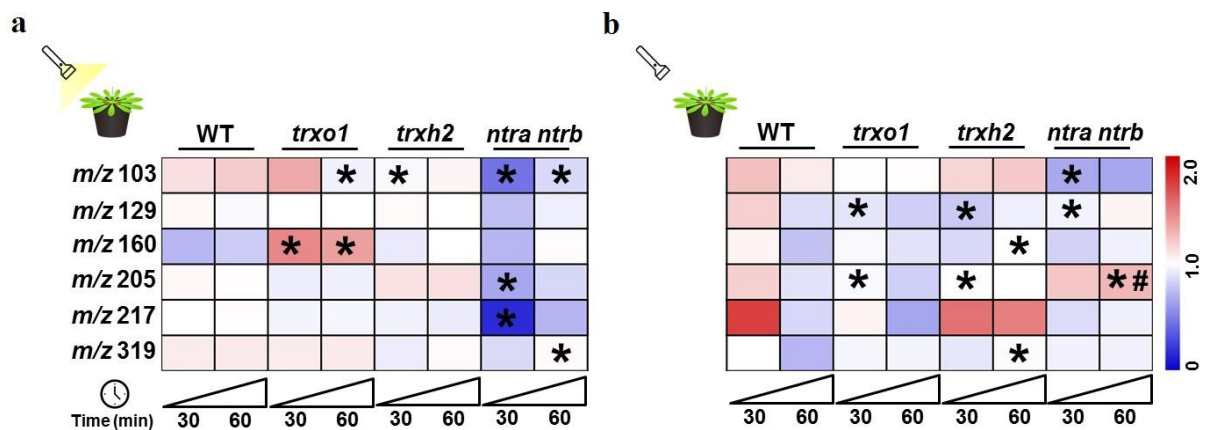 a b
WT trxo1 trxh2 ntra ntrb WT trxo1 trxh2 ntra ntrb
m/z 103 * * * *
* 2.0
m/z 129 * * *
m/z 160 * * * 1.0
m/z 205 * * * *#
m/z 217 *
m/z 319 * * 0
Time (min) 30 60 30 60 30 60 30 60 30 60 30 60 30 60 30 60